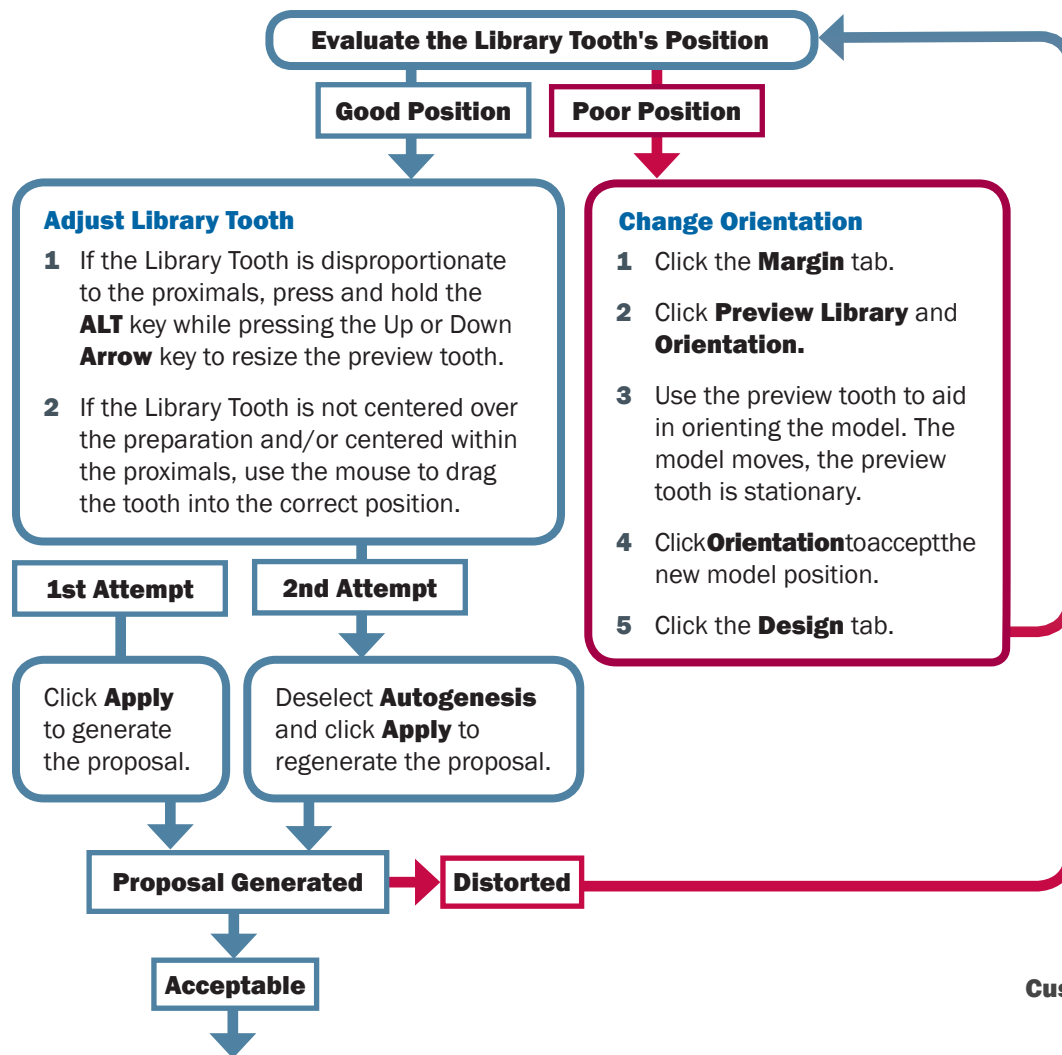 Evaluate the Library Tooth's Position
Good Position
Poor Position
Adjust Library Tooth
1 If the Library Tooth is disproportionate
to the proximals, press and hold the
ALT key while pressing the Up or Down
Arrow key to resize the preview tooth.
2 If the Library Tooth is not centered over
the preparation and/or centered within
the proximals, use the mouse to drag
the tooth into the correct position.
Change Orientation
1 Click the Margin tab.
2 Click Preview Library and
Orientation.
3 Use the preview tooth to aid
in orienting the model. The
model moves, the preview
tooth is stationary.
4 ClickOrientationtoacceptthe
new model position.
5 Click the Design tab.
1st Attempt
2nd Attempt
Click Apply
to generate
the proposal.
Deselect Autogenesis
and click Apply to
regenerate the proposal.
Proposal Generated
Distorted
Acceptable
Cus